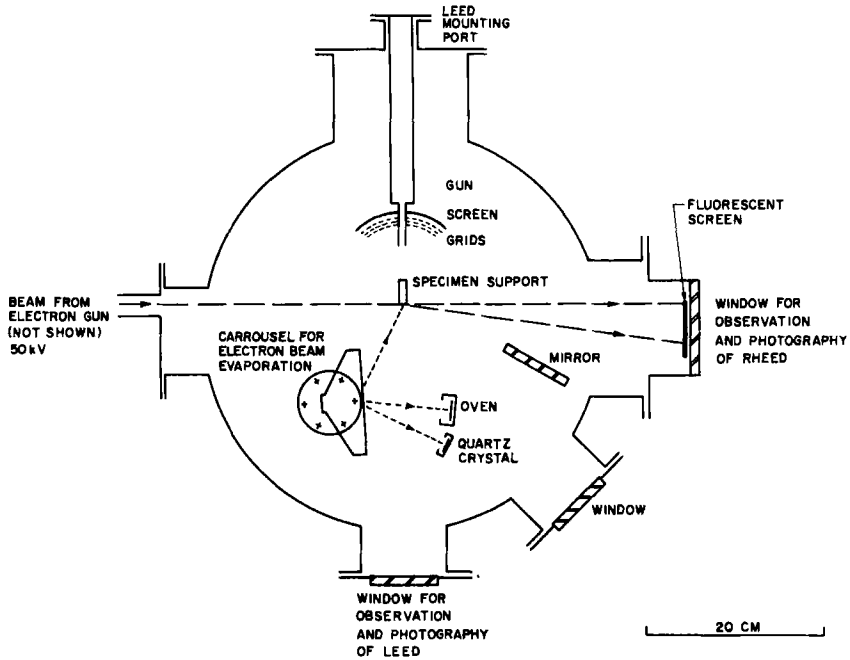 LEED
MOUNTING
PORT
GUN
SCREEN
GRIDS
FLUORESCENT
SCREEN
SPECIMEN SUPPORT
BEAM FROM
ELECTRON GUN
(NOT SHOWN)
50kV
WINDOW FOR
OBSERVATION
AND PHOTOGRAPHY
OF RHEED
CARROUSEL FOR
ELECTRON BEAM
EVAPORATION
MIRROR
OVEN
QUARTZ
CRYSTAL
WINDOW
WINDOW FOR
OBSERVATION
AND PHOTOGRAPHY
OF LEED
20 CM